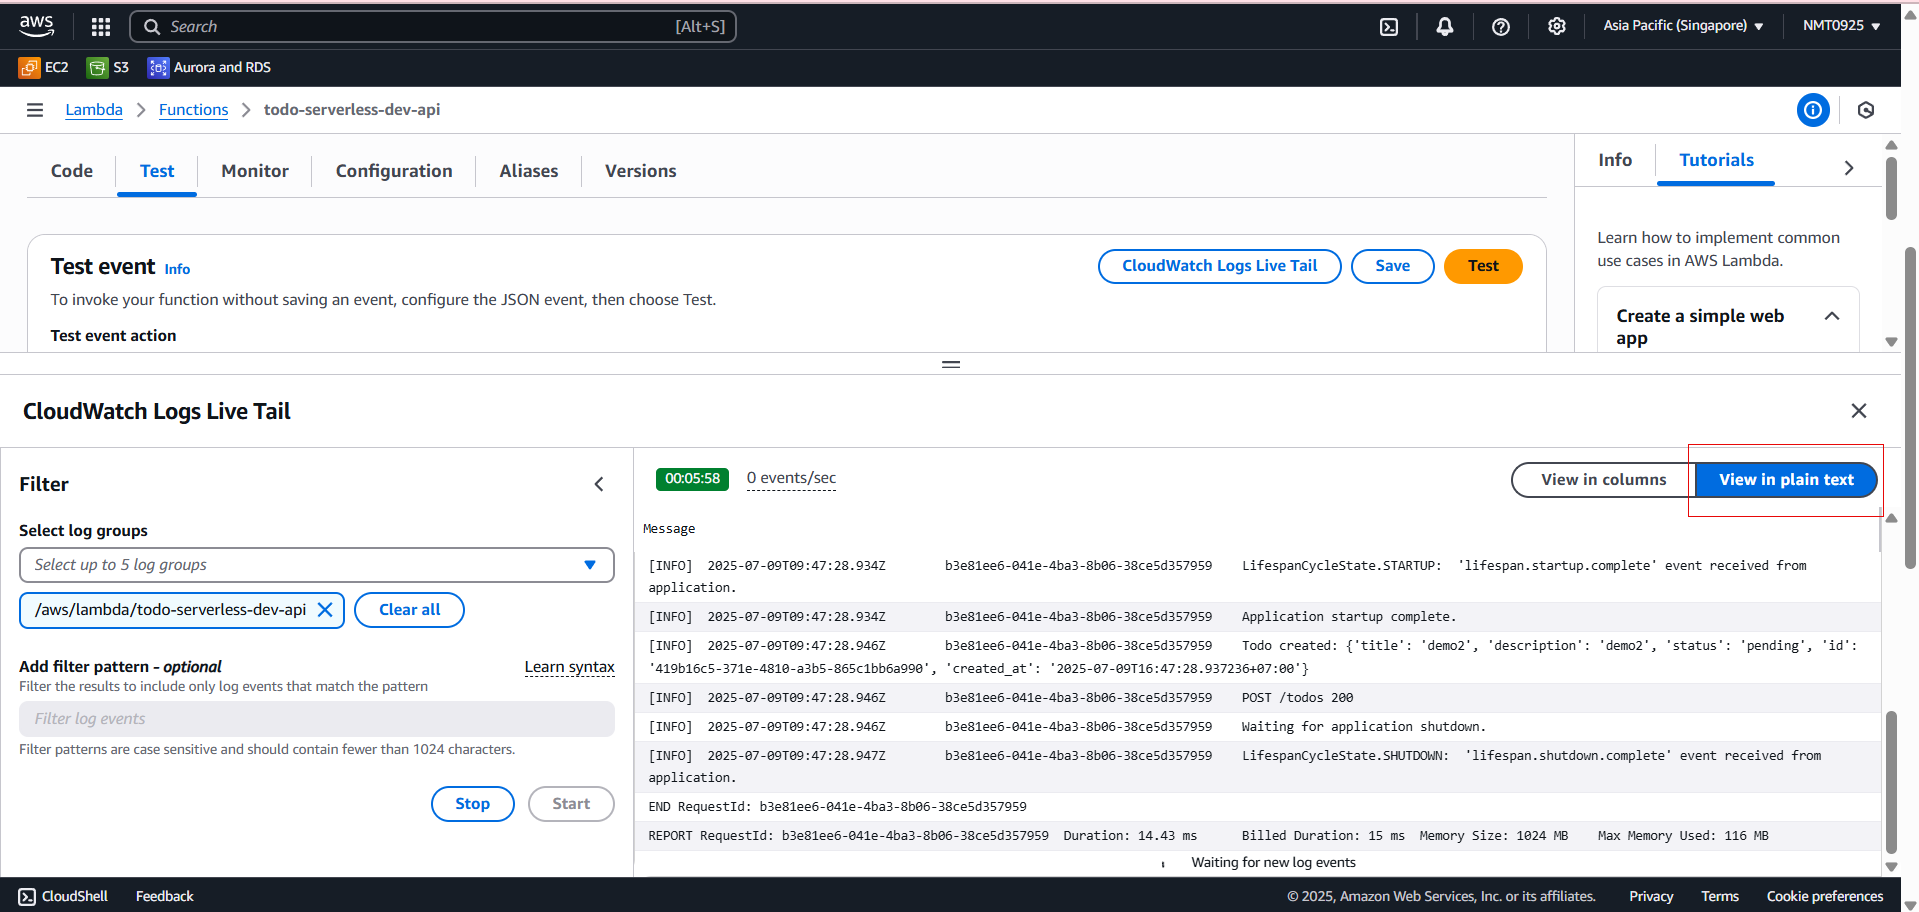 aws
Search [Alt+S]
Asia Pacific (Singapore) NMT0925
EC2 S3 Aurora and RDS
Lambda Functions todo-serverless-dev-api
Code Test Monitor Configuration Aliases Versions
Info Tutorials
Test event Info
CloudWatch Logs Live Tail Save Test
To invoke your function without saving an event, configure the JSON event, then choose Test.
Test event action
Learn how to implement common
use cases in AWS Lambda.
Create a simple web
app
CloudWatch Logs Live Tail
Filter
Select log groups
Select up to 5 log groups
/aws/lambda/todo-serverless-dev-api Clear all
Add filter pattern - optional Learn syntax
Filter the results to include only log events that match the pattern
Filter log events
Filter patterns are case sensitive and should contain fewer than 1024 characters.
Stop Start
00:05:58 0 events/sec
View in columns View in plain text
Message
[INFO] 2025-07-09T09:47:28.934Z b3e81ee6-041e-4ba3-8b06-38ce5d357959 LifespanCycleState.STARTUP: 'lifespan.startup.complete' event received from
application.
[INFO] 2025-07-09T09:47:28.934Z b3e81ee6-041e-4ba3-8b06-38ce5d357959 Application startup complete.
[INFO] 2025-07-09T09:47:28.946Z b3e81ee6-041e-4ba3-8b06-38ce5d357959 Todo created: {'title': 'demo2', 'description': 'demo2', 'status': 'pending', 'id':
'419b16c5-371e-4810-a3b5-865c1bb6a990', 'created_at': '2025-07-09T16:47:28.937236+07:00'}
[INFO] 2025-07-09T09:47:28.946Z b3e81ee6-041e-4ba3-8b06-38ce5d357959 POST /todos 200
[INFO] 2025-07-09T09:47:28.946Z b3e81ee6-041e-4ba3-8b06-38ce5d357959 Waiting for application shutdown.
[INFO] 2025-07-09T09:47:28.947Z b3e81ee6-041e-4ba3-8b06-38ce5d357959 LifespanCycleState.SHUTDOWN: 'lifespan.shutdown.complete' event received from
application.
END RequestId: b3e81ee6-041e-4ba3-8b06-38ce5d357959
REPORT RequestId: b3e81ee6-041e-4ba3-8b06-38ce5d357959 Duration: 14.43 ms Billed Duration: 15 ms Memory Size: 1024 MB Max Memory Used: 116 MB
Waiting for new log events
CloudShell Feedback
© 2025, Amazon Web Services, Inc. or its affiliates. Privacy Terms Cookie preferences